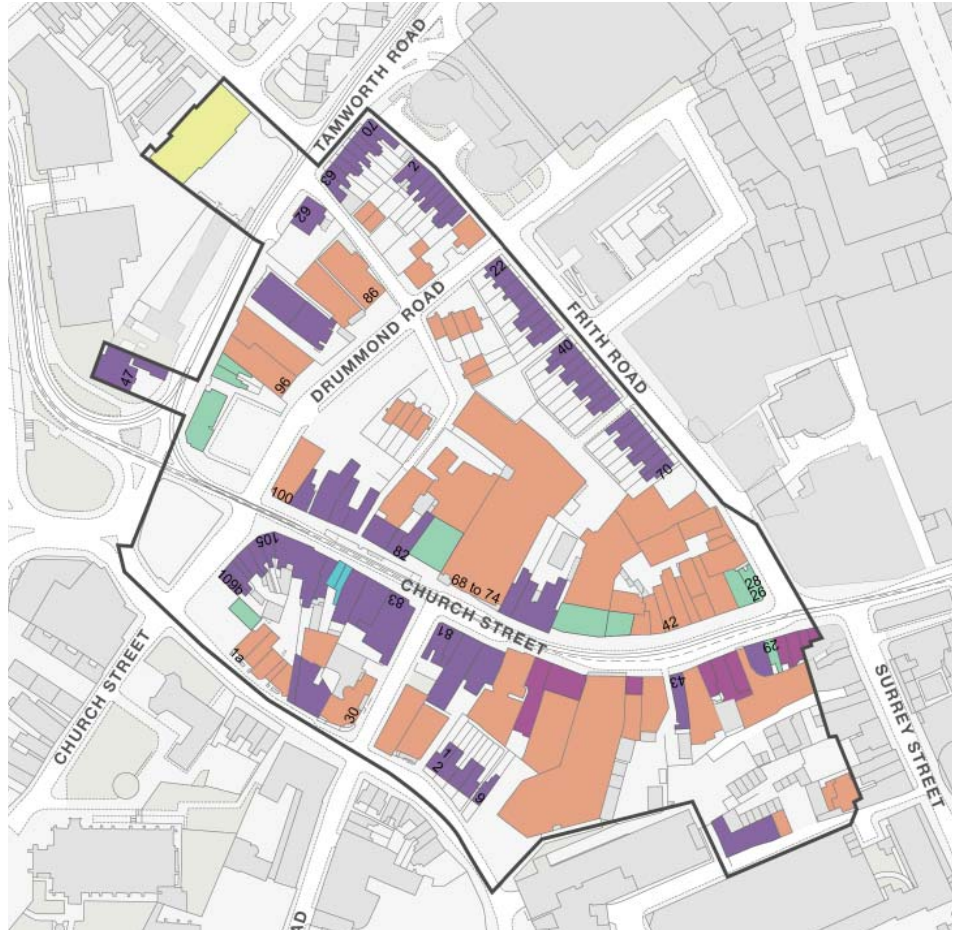 TAMWORTH ROAD
70
63
2
62
86
DRUMMOND ROAD
22
FRITH ROAD
40
47
96
70
100
82
105
68 to 74
28
26
109b
83
CHURCH STREET
42
81
29
1a
43
CHURCH STREET
30
SURREY STREET
1
2
9
AD